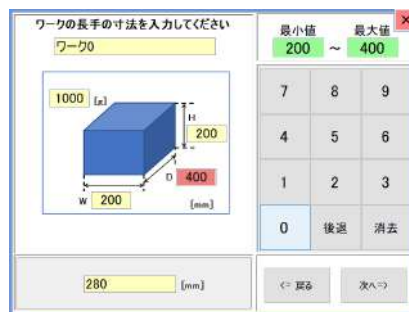 ワークの長手の寸法を入力してください
ワーク0
1000 [g]
H
200
D 400
W 200
[mm]
280 [mm]
最小値 最大値
200 ～ 400
×
7 8 9
4 5 6
1 2 3
0 後退 消去
<= 戻る 次へ=>